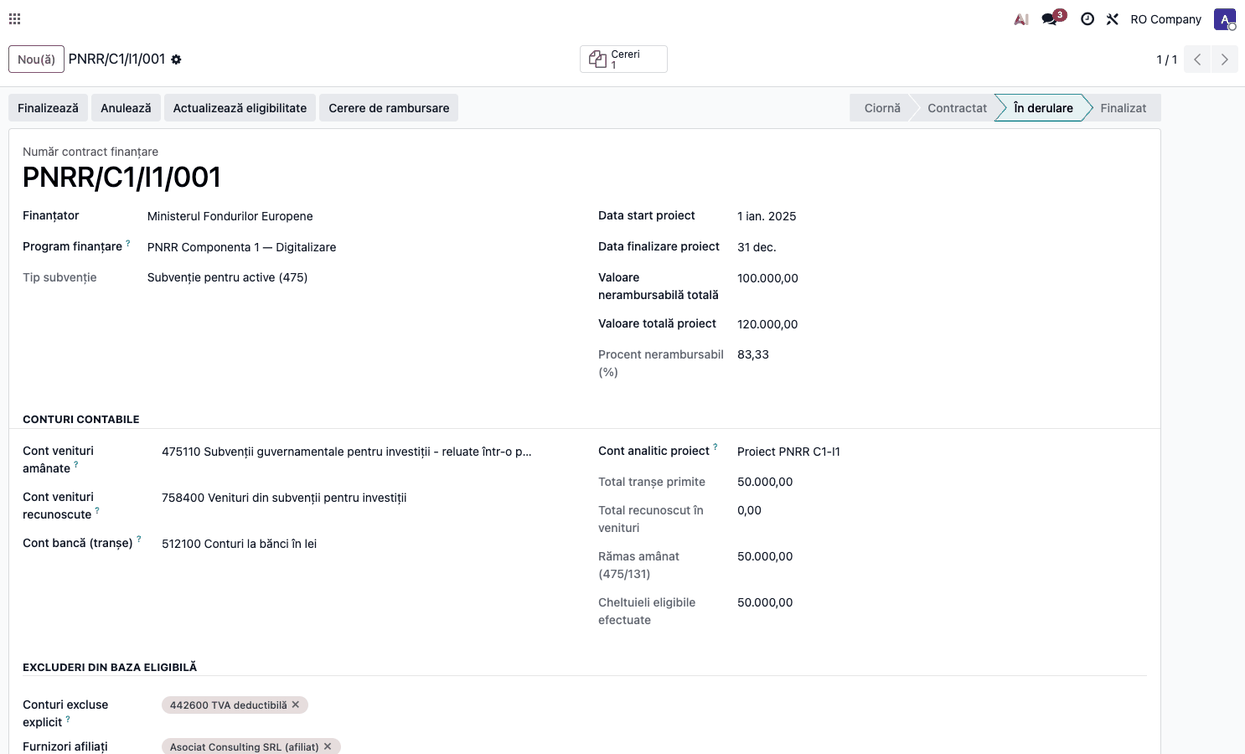 AI
3
RO Company
A
Nou(ă)
PNRR/C1/I1/001
Cereri
1
1 / 1
Finalizează
Anulează
Actualizează eligibilitate
Cerere de rambursare
Ciornă
Contractat
În derulare
Finalizat
Număr contract finanțare
PNRR/C1/I1/001
Finanțator
Ministerul Fondurilor Europene
Program finanțare ?
PNRR Componenta 1 — Digitalizare
Tip subvenție
Subvenție pentru active (475)
Data start proiect
1 ian. 2025
Data finalizare proiect
31 dec.
Valoare
nerambursabilă totală
100.000,00
Valoare totală proiect
120.000,00
Procent nerambursabil
(%)
83,33
CONTURI CONTABILE
Cont venituri
amânate ?
475110 Subvenții guvernamentale pentru investiții - reluate într-o p...
Cont venituri
recunoscute ?
758400 Venituri din subvenții pentru investiții
Cont bancă (tranșe) ?
512100 Conturi la bănci în lei
Cont analitic proiect ?
Proiect PNRR C1-I1
Total tranșe primite
50.000,00
Total recunoscut în
venituri
0,00
Rămas amânat
(475/131)
50.000,00
Cheltuieli eligibile
efectuate
50.000,00
EXCLUDERI DIN BAZA ELIGIBILĂ
Conturi excluse
explicit ?
442600 TVA deductibilă ×
Furnizori afiliați
Asociat Consulting SRL (afiliat) ×